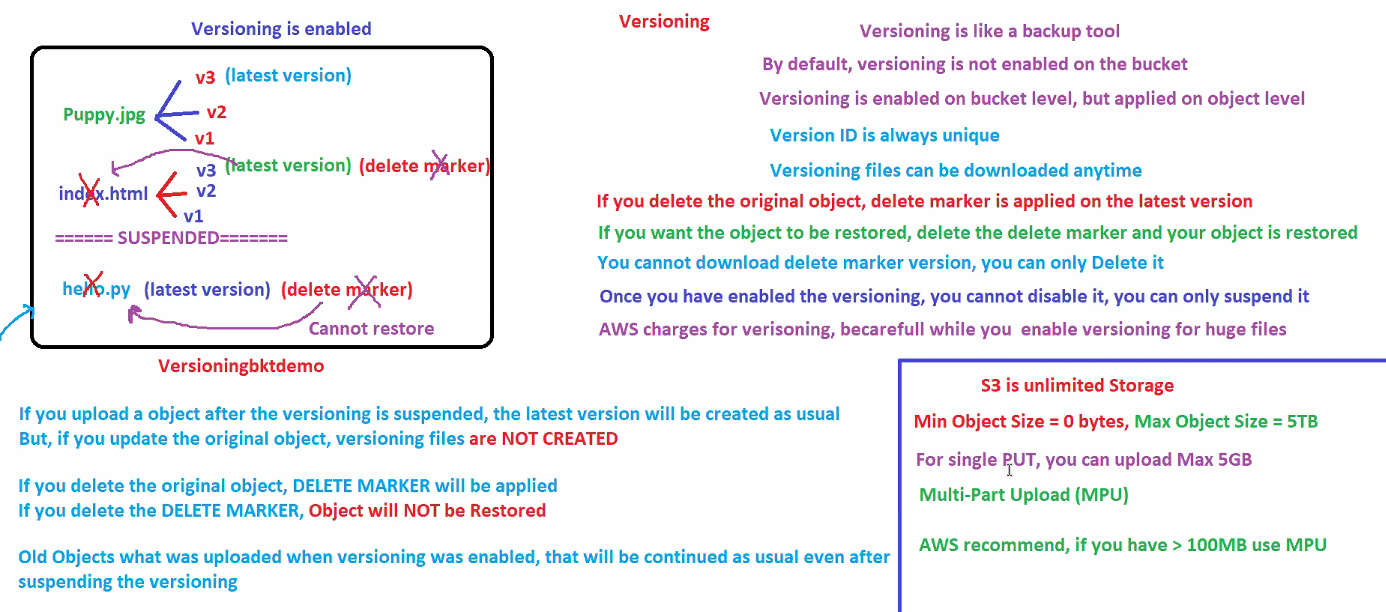 Versioning is enabled
v3 (latest version)
Puppy.jpg
v2
v1
v3 (latest version) (delete marker)
index.html
v2
v1
====== SUSPENDED=======
hello.py (latest version) (delete marker)
Cannot restore
Versioningbktdemo
Versioning
Versioning is like a backup tool
By default, versioning is not enabled on the bucket
Versioning is enabled on bucket level, but applied on object level
Version ID is always unique
Versioning files can be downloaded anytime
If you delete the original object, delete marker is applied on the latest version
If you want the object to be restored, delete the delete marker and your object is restored
You cannot download delete marker version, you can only Delete it
Once you have enabled the versioning, you cannot disable it, you can only suspend it
AWS charges for verisoning, becarefull while you enable versioning for huge files
If you upload a object after the versioning is suspended, the latest version will be created as usual
But, if you update the original object, versioning files are NOT CREATED
If you delete the original object, DELETE MARKER will be applied
If you delete the DELETE MARKER, Object will NOT be Restored
Old Objects what was uploaded when versioning was enabled, that will be continued as usual even after
suspending the versioning
S3 is unlimited Storage
Min Object Size = 0 bytes, Max Object Size = 5TB
For single PUT, you can upload Max 5GB
Multi-Part Upload (MPU)
AWS recommend, if you have > 100MB use MPU